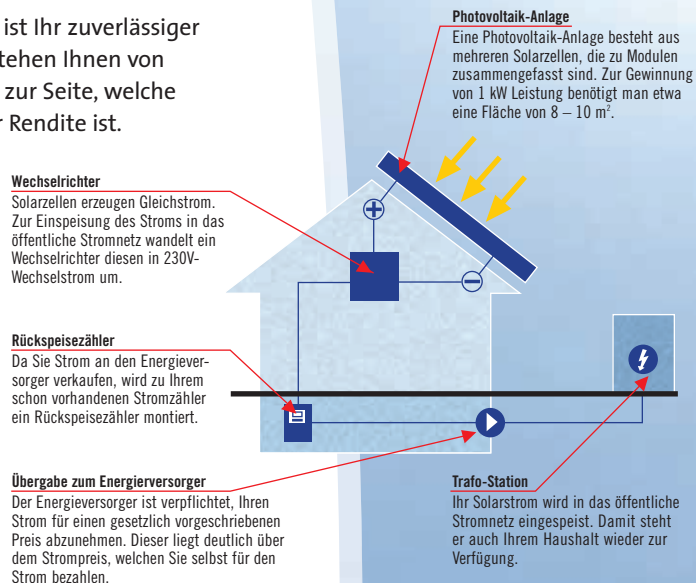 ist Ihr zuverlässiger
tehen Ihnen von
zur Seite, welche
r Rendite ist.
Photovoltaik-Anlage
Eine Photovoltaik-Anlage besteht aus
mehreren Solarzellen, die zu Modulen
zusammengefasst sind. Zur Gewinnung
von 1 kW Leistung benötigt man etwa
eine Fläche von 8 – 10 m².
Wechselrichter
Solarzellen erzeugen Gleichstrom.
Zur Einspeisung des Stroms in das
öffentliche Stromnetz wandelt ein
Wechselrichter diesen in 230V-
Wechselstrom um.
Rückspeisezähler
Da Sie Strom an den Energiever-
sorger verkaufen, wird zu Ihrem
schon vorhandenen Stromzähler
ein Rückspeisezähler montiert.
Übergabe zum Energierversorger
Der Energieversorger ist verpflichtet, Ihren
Strom für einen gesetzlich vorgeschriebenen
Preis abzunehmen. Dieser liegt deutlich über
dem Strompreis, welchen Sie selbst für den
Strom bezahlen.
Trafo-Station
Ihr Solarstrom wird in das öffentliche
Stromnetz eingespeist. Damit steht
er auch Ihrem Haushalt wieder zur
Verfügung.